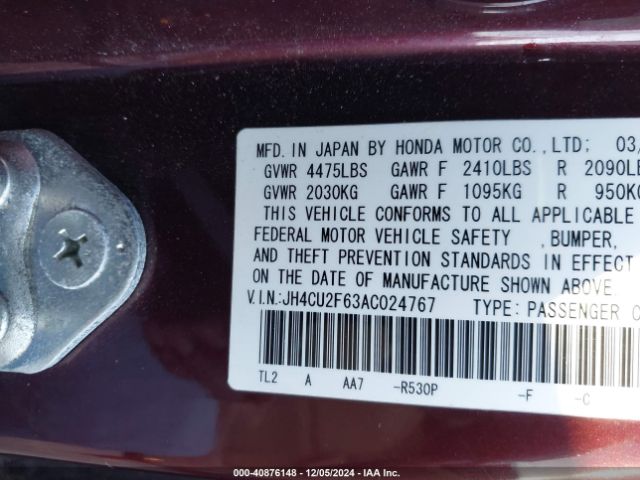 MFD. IN JAPAN BY HONDA MOTOR CO.,LTD; 03/
GVWR 4475LBS GAWR F 2410LBS R 2090LB
GVWR 2030KG GAWR F 1095KG R 950KG
THIS VEHICLE CONFORMS TO ALL APPLICABLE
FEDERAL MOTOR VEHICLE SAFETY ,BUMPER,
AND THEFT PREVENTION STANDARDS IN EFFECT
ON THE DATE OF MANUFACTURE SHOWN ABOVE.
V.I.N.:JH4CU2F63AC024767 TYPE: PASSENGER C
TL2 A AA7 -R530P -F -C
00-40876148 - 12/05/2024 - IAA Inc.